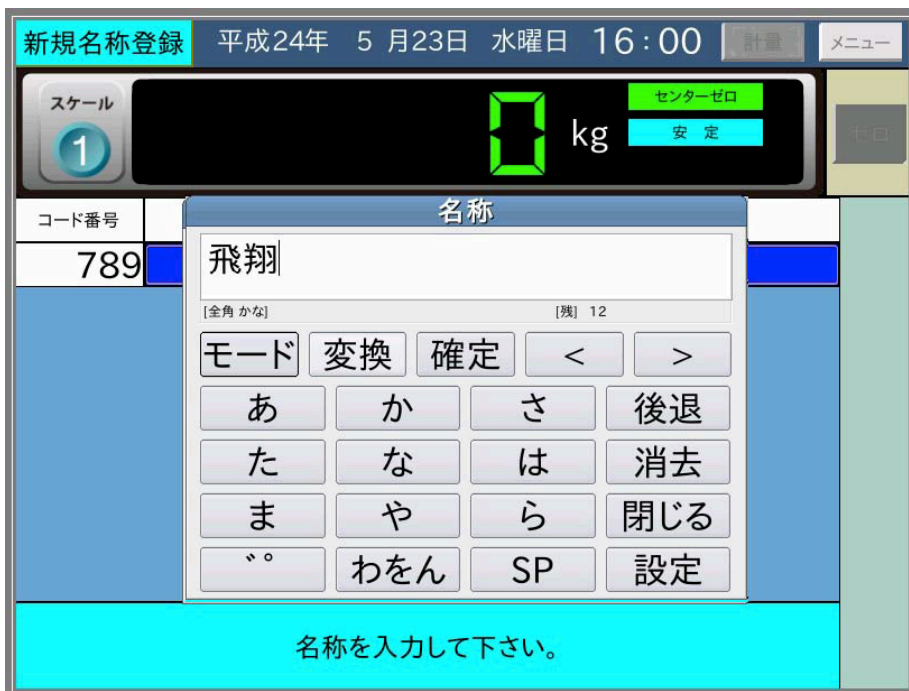 新規名称登録 平成24年 5月23日 水曜日 16:00 計量 メニュー
スケール 1 0 kg センターゼロ 安定 ゼロ
コード番号
789
名称
飛翔
[全角 かな] [残] 12
モード 変換 確定 < >
あ か さ 後退
た な は 消去
ま や ら 閉じる
゛゜ わをん SP 設定
名称を入力して下さい。